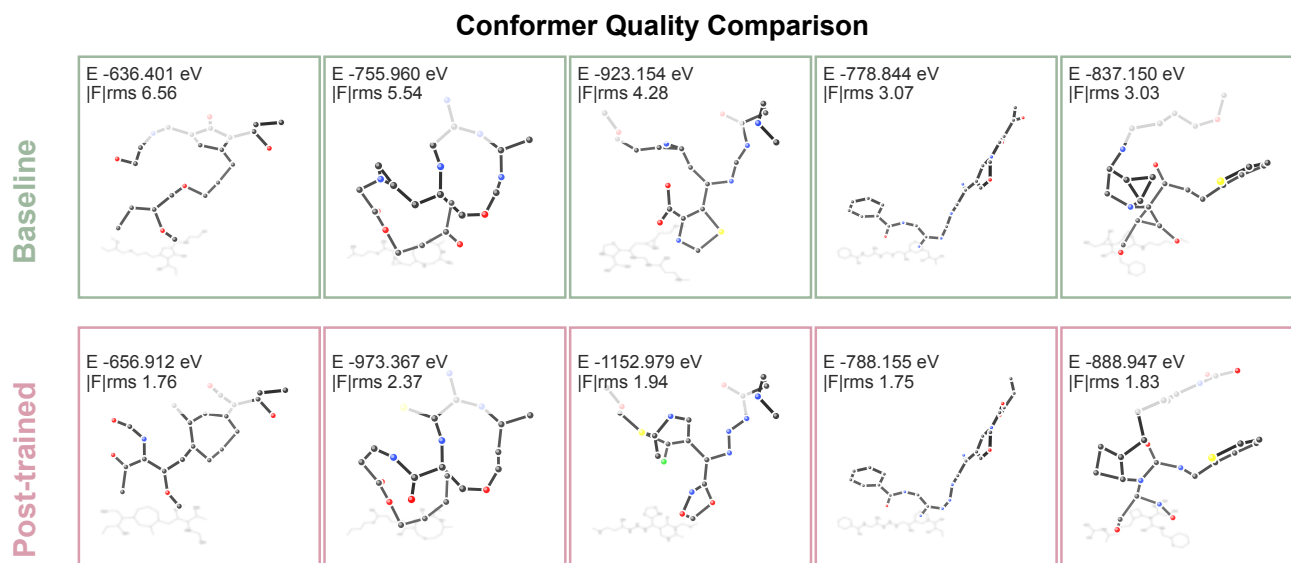 Conformer Quality Comparison
Baseline
E -636.401 eV
|F|rms 6.56
E -755.960 eV
|F|rms 5.54
E -923.154 eV
|F|rms 4.28
E -778.844 eV
|F|rms 3.07
E -837.150 eV
|F|rms 3.03
Post-trained
E -656.912 eV
|F|rms 1.76
E -973.367 eV
|F|rms 2.37
E -1152.979 eV
|F|rms 1.94
E -788.155 eV
|F|rms 1.75
E -888.947 eV
|F|rms 1.83